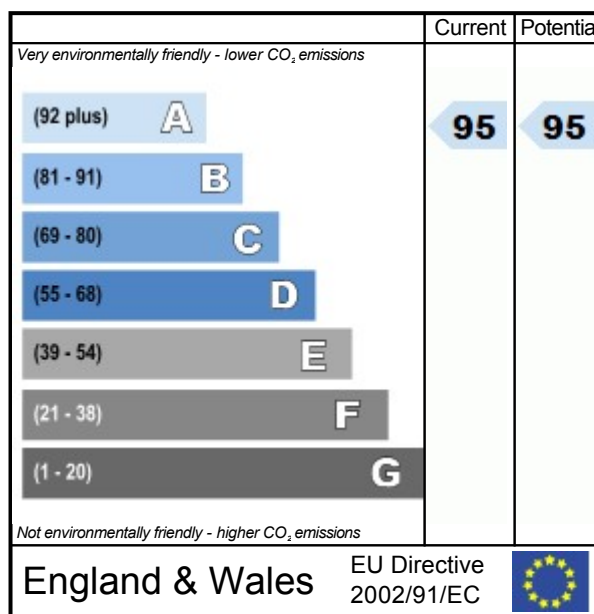 Current Potentia
Very environmentally friendly - lower CO₂ emissions
(92 plus) A 95 95
(81 - 91) B
(69 - 80) C
(55 - 68) D
(39 - 54) E
(21 - 38) F
(1 - 20) G
Not environmentally friendly - higher CO₂ emissions
England & Wales
EU Directive
2002/91/EC